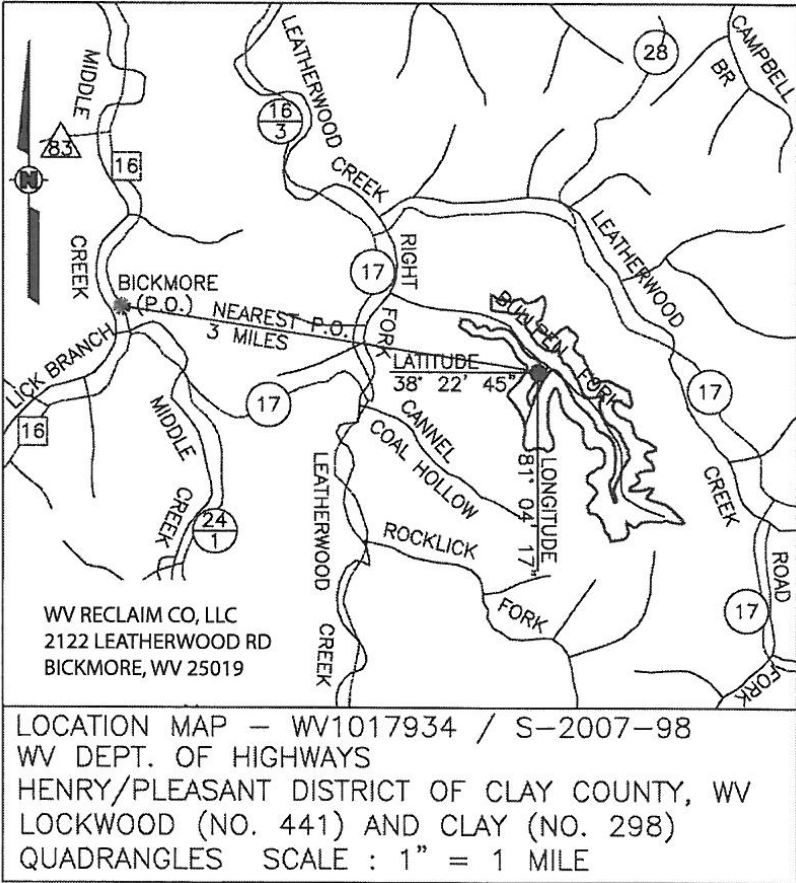 MIDDLE
LEATHERWOOD
28
CAMPBELL
BR
16
3
83
16
N
CREEK
CREEK
RIGHT
LEATHERWOOD
17
BICKMORE
(P.O.)
NEAREST P.O.
3 MILES
BULLPEN FORK
FORK
LATITUDE
38° 22' 45"
LICK BRANCH
17
17
16
MIDDLE
CANNEL
COAL HOLLOW
LONGITUDE
81° 04' 17"
CREEK
LEATHERWOOD
CREEK
24
1
ROCKLICK
FORK
ROAD
17
WV RECLAIM CO, LLC
2122 LEATHERWOOD RD
BICKMORE, WV 25019
CREEK
FORK
LOCATION MAP – WV1017934 / S–2007–98
WV DEPT. OF HIGHWAYS
HENRY/PLEASANT DISTRICT OF CLAY COUNTY, WV
LOCKWOOD (NO. 441) AND CLAY (NO. 298)
QUADRANGLES SCALE : 1" = 1 MILE